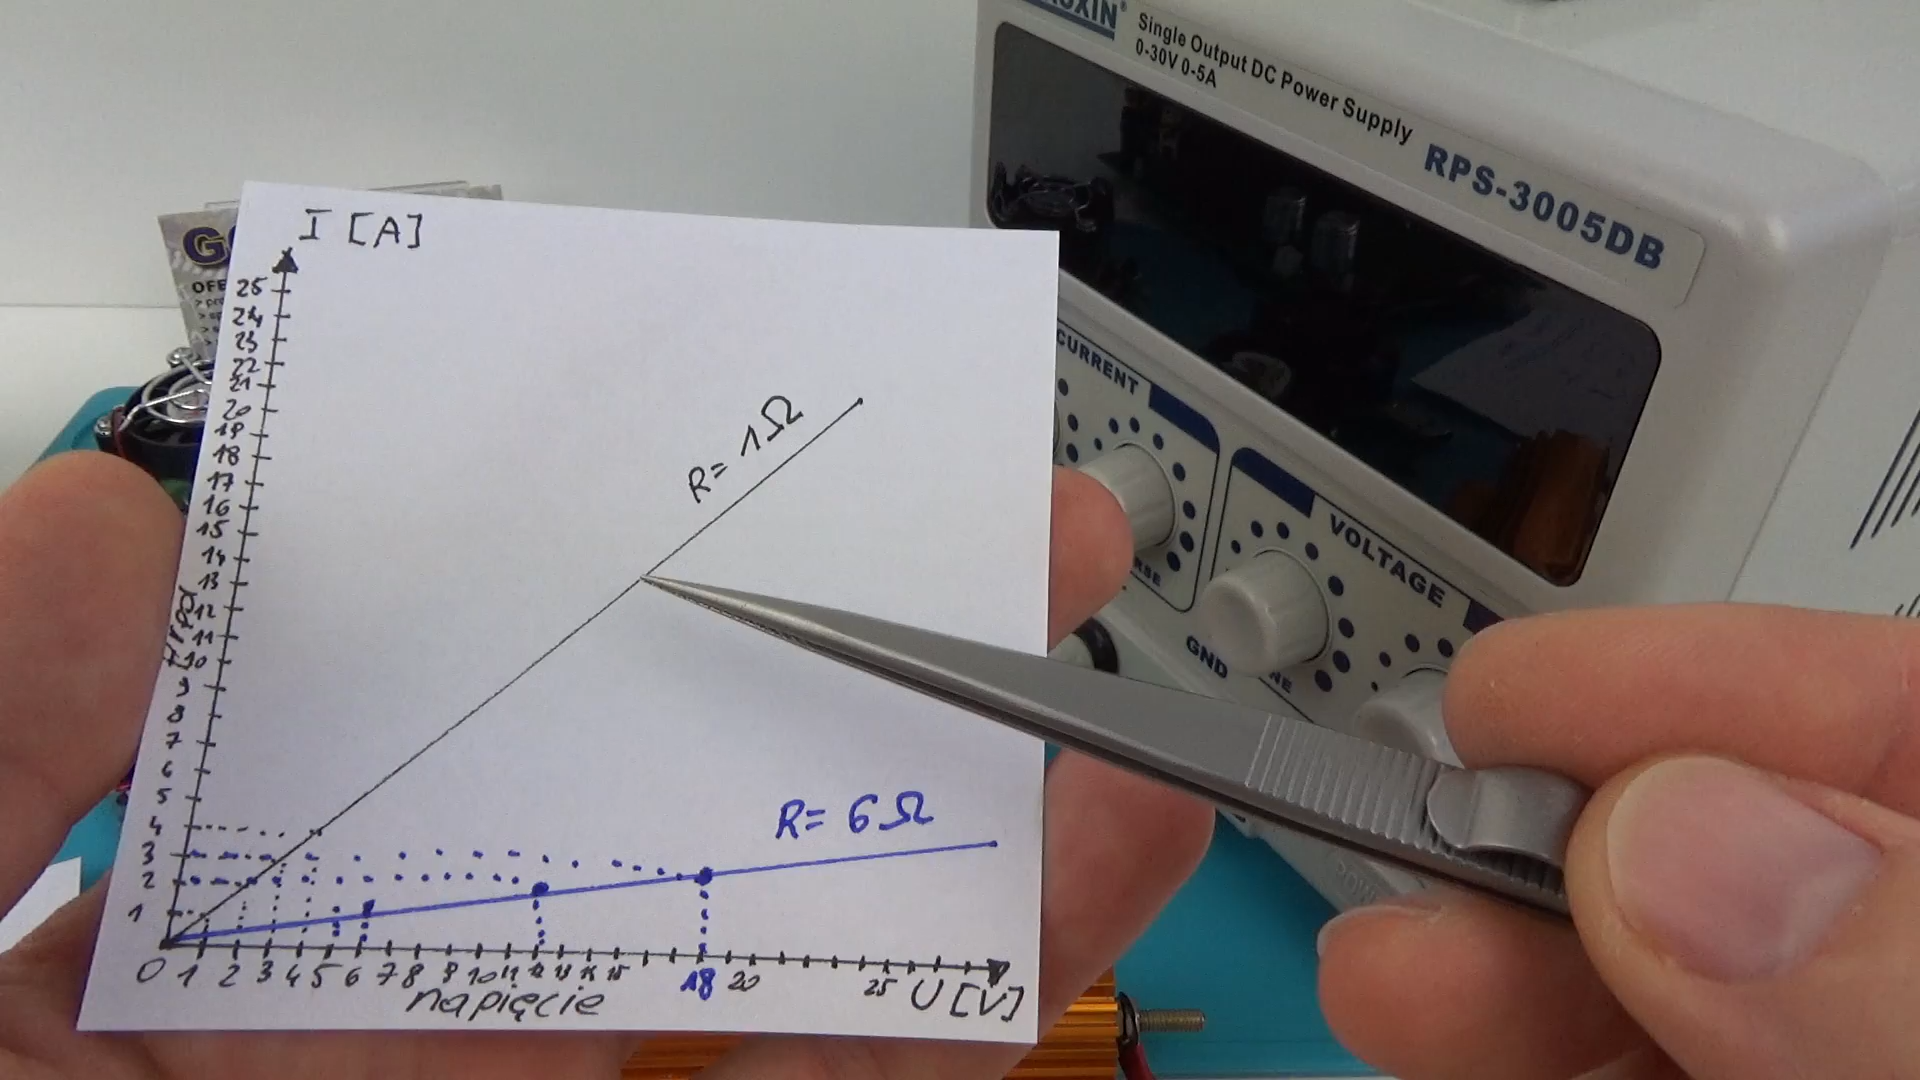 Single Output DC Power Supply
0-30V 0-5A
RPS-3005DB
I [A]
OFE
25
24
23
22
21
20
19
18
17
16
15
14
13
12
11
10
9
8
7
6
5
4
3
2
1
R= 1Ω
R= 6Ω
0 1 2 3 4 5 6 7 8 9 10 11 12 13 14 15 18 20 25 U [V]
napięcie
CURRENT
VOLTAGE
GND